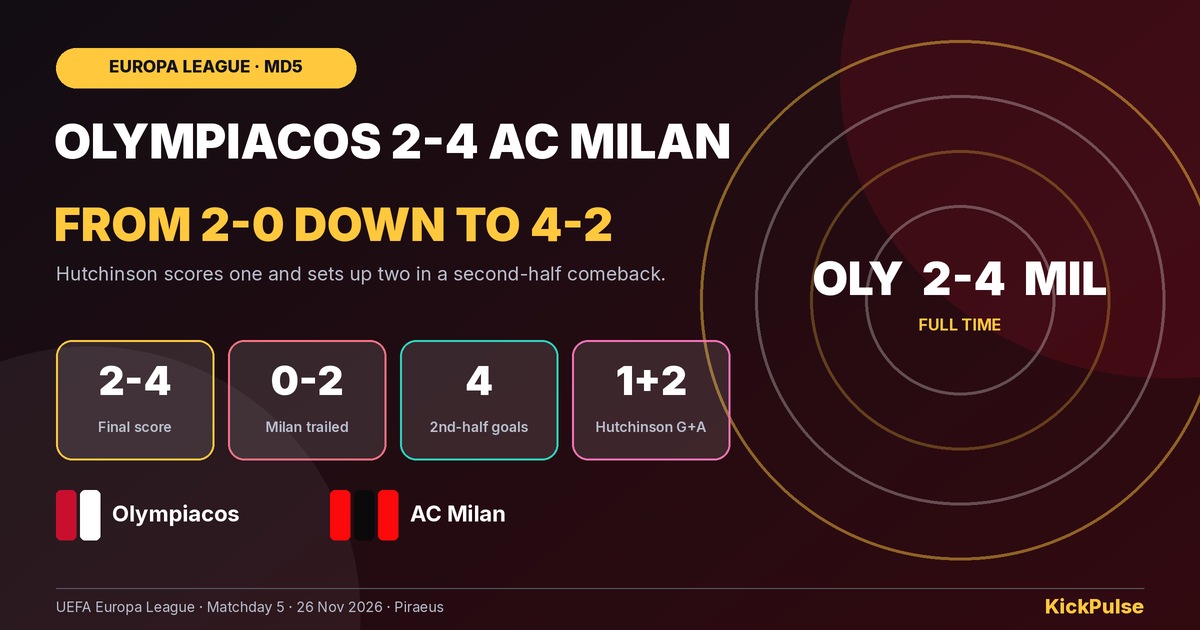 EUROPA LEAGUE · MD5
OLYMPIACOS 2-4 AC MILAN
FROM 2-0 DOWN TO 4-2
Hutchinson scores one and sets up two in a second-half comeback.
OLY 2-4 MIL
FULL TIME
2-4
Final score
0-2
Milan trailed
4
2nd-half goals
1+2
Hutchinson G+A
Olympiacos
AC Milan
UEFA Europa League · Matchday 5 · 26 Nov 2026 · Piraeus
KickPulse